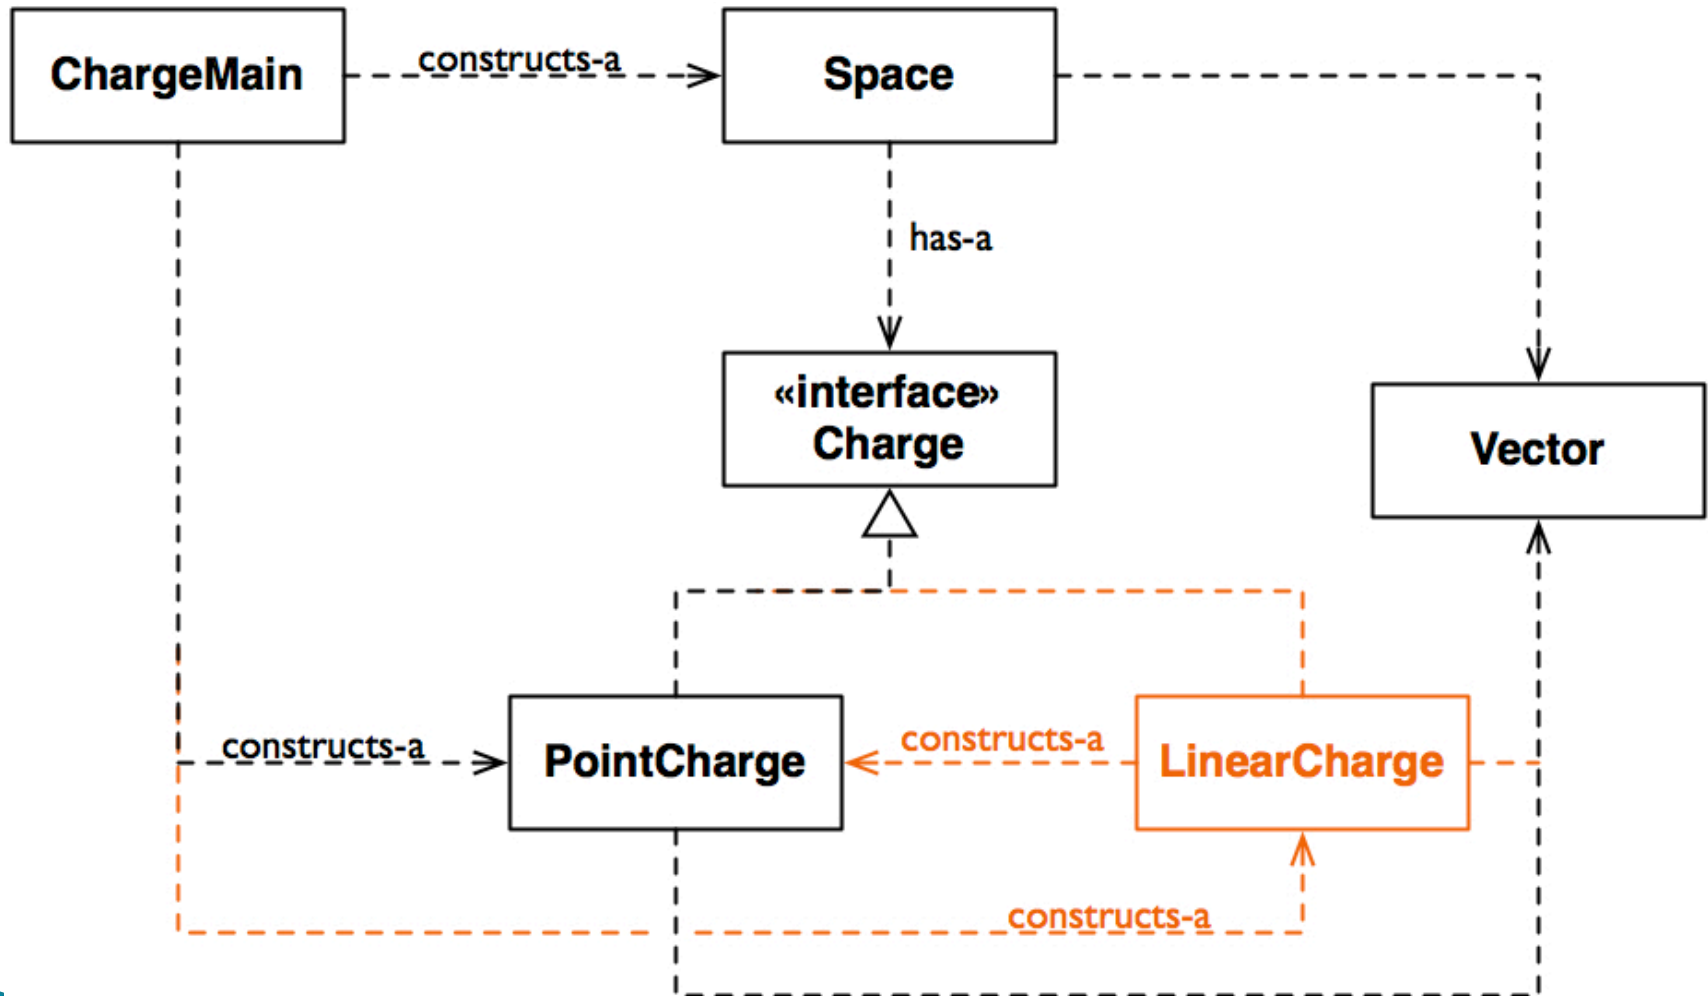 ChargeMain
constructs-a
Space
has-a
«interface»
Charge
Vector
constructs-a
PointCharge
constructs-a
LinearCharge
constructs-a